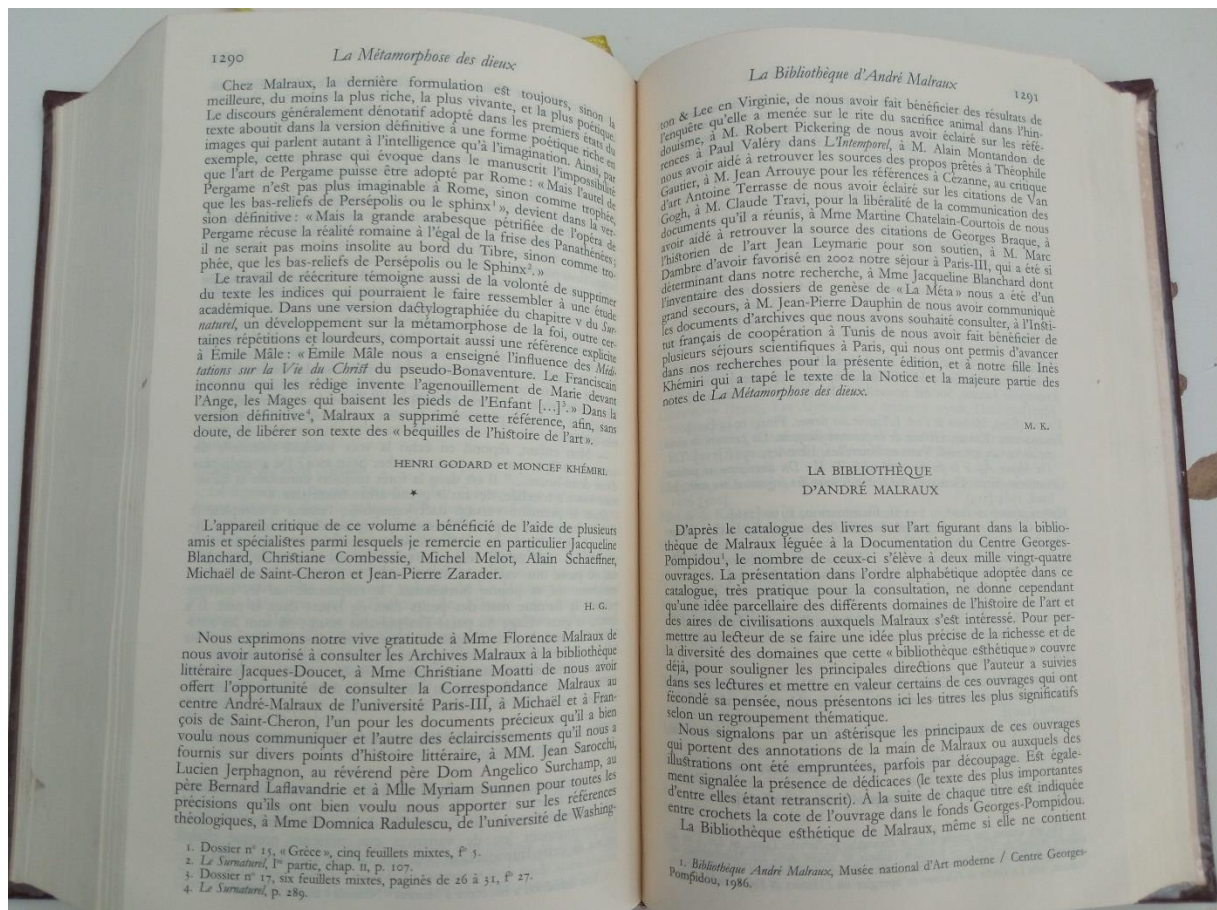 1290
La Métamorphose des dieux
Chez Malraux, la dernière formulation est toujours, sinon la
meilleure, du moins la plus riche, la plus vivante, et la plus poétique.
Le discours généralement dénotatif adopté dans les premiers états du
texte aboutit dans la version définitive à une forme poétique riche en
images qui parlent autant à l'intelligence qu'à l'imagination. Ainsi, par
exemple, cette phrase qui évoque dans le manuscrit l'impossibilité
que l'art de Pergame puisse être adopté par Rome : « Mais l'autel de
Pergame n'est pas plus imaginable à Rome, sinon comme trophée,
que les bas-reliefs de Persépolis ou le sphinx¹ », devient dans la ver-
sion définitive : « Mais la grande arabesque pétrifiée de l'opéra de
Pergame récuse la réalité romaine à l'égal de la frise des Panathénées ;
il ne serait pas moins insolite au bord du Tibre, sinon comme tro-
phée, que les bas-reliefs de Persépolis ou le Sphinx². »
Le travail de réécriture témoigne aussi de la volonté de supprimer
du texte les indices qui pourraient le faire ressembler à une étude
académique. Dans une version dactylographiée du chapitre V du Sur-
naturel, un développement sur la métamorphose de la foi, outre cer-
taines répétitions et lourdeurs, comportait aussi une référence explicite
à Émile Mâle : « Émile Mâle nous a enseigné l'influence des Médi-
tations sur la Vie du Christ du pseudo-Bonaventure. Le Franciscain
inconnu qui les rédige invente l'agenouillement de Marie devant
l'Ange, les Mages qui baisent les pieds de l'Enfant [...]³. » Dans la
version définitive⁴, Malraux a supprimé cette référence, afin, sans
doute, de libérer son texte des « béquilles de l'histoire de l'art ».
HENRI GODARD et MONCEF KHÉMIRI.
*
L'appareil critique de ce volume a bénéficié de l'aide de plusieurs
amis et spécialistes parmi lesquels je remercie en particulier Jacqueline
Blanchard, Christiane Combessie, Michel Melot, Alain Schaeffner,
Michaël de Saint-Cheron et Jean-Pierre Zarader.
H. G.
Nous exprimons notre vive gratitude à Mme Florence Malraux de
nous avoir autorisé à consulter les Archives Malraux à la bibliothèque
littéraire Jacques-Doucet, à Mme Christiane Moatti de nous avoir
offert l'opportunité de consulter la Correspondance Malraux au
centre André-Malraux de l'université Paris-III, à Michaël et à Fran-
çois de Saint-Cheron, l'un pour les documents précieux qu'il a bien
voulu nous communiquer et l'autre des éclaircissements qu'il nous a
fournis sur divers points d'histoire littéraire, à MM. Jean Sarocchi,
Lucien Jerphagnon, au révérend père Dom Angelico Surchamp, au
père Bernard Laflavandrie et à Mlle Myriam Sunnen pour toutes les
précisions qu'ils ont bien voulu nous apporter sur les références
théologiques, à Mme Domnica Radulescu, de l'université de Washing-
1. Dossier n° 15, « Grèce », cinq feuillets mixtes, f° 5.
2. Le Surnaturel, Iʳᵉ partie, chap. II, p. 107.
3. Dossier n° 17, six feuillets mixtes, paginés de 26 à 31, f° 27.
4. Le Surnaturel, p. 289.
La Bibliothèque d'André Malraux
1291
ton & Lee en Virginie, de nous avoir fait bénéficier des résultats de
l'enquête qu'elle a menée sur le rite du sacrifice animal dans l'hin-
douisme, à M. Robert Pickering de nous avoir éclairé sur les réfé-
rences à Paul Valéry dans L'Intemporel, à M. Alain Montandon de
nous avoir aidé à retrouver les sources des propos prêtés à Théophile
Gautier, à M. Jean Arrouye pour les références à Cézanne, au critique
d'art Antoine Terrasse de nous avoir éclairé sur les citations de Van
Gogh, à M. Claude Travi, pour la libéralité de la communication des
documents qu'il a réunis, à Mme Martine Chatelain-Courtois de nous
avoir aidé à retrouver la source des citations de Georges Braque, à
l'historien de l'art Jean Leymarie pour son soutien, à M. Marc
Dambre d'avoir favorisé en 2002 notre séjour à Paris-III, qui a été si
déterminant dans notre recherche, à Mme Jacqueline Blanchard dont
l'inventaire des dossiers de genèse de « La Méta » nous a été d'un
grand secours, à M. Jean-Pierre Dauphin de nous avoir communiqué
les documents d'archives que nous avons souhaité consulter, à l'Insti-
tut français de coopération à Tunis de nous avoir fait bénéficier de
plusieurs séjours scientifiques à Paris, qui nous ont permis d'avancer
dans nos recherches pour la présente édition, et à notre fille Inès
Khémiri qui a tapé le texte de la Notice et la majeure partie des
notes de La Métamorphose des dieux.
M. K.
LA BIBLIOTHÈQUE
D'ANDRÉ MALRAUX
D'après le catalogue des livres sur l'art figurant dans la biblio-
thèque de Malraux léguée à la Documentation du Centre Georges-
Pompidou¹, le nombre de ceux-ci s'élève à deux mille vingt-quatre
ouvrages. La présentation dans l'ordre alphabétique adoptée dans ce
catalogue, très pratique pour la consultation, ne donne cependant
qu'une idée parcellaire des différents domaines de l'histoire de l'art et
des aires de civilisations auxquels Malraux s'est intéressé. Pour per-
mettre au lecteur de se faire une idée plus précise de la richesse et de
la diversité des domaines que cette « bibliothèque esthétique » couvre
déjà, pour souligner les principales directions que l'auteur a suivies
dans ses lectures et mettre en valeur certains de ces ouvrages qui ont
fécondé sa pensée, nous présentons ici les titres les plus significatifs
selon un regroupement thématique.
Nous signalons par un astérisque les principaux de ces ouvrages
qui portent des annotations de la main de Malraux ou auxquels des
illustrations ont été empruntées, parfois par découpage. Est égale-
ment signalée la présence de dédicaces (le texte des plus importantes
d'entre elles étant retranscrit). À la suite de chaque titre est indiquée
entre crochets la cote de l'ouvrage dans le fonds Georges-Pompidou.
La Bibliothèque esthétique de Malraux, même si elle ne contient
1. Bibliothèque André Malraux, Musée national d'Art moderne / Centre Georges-
Pompidou, 1986.